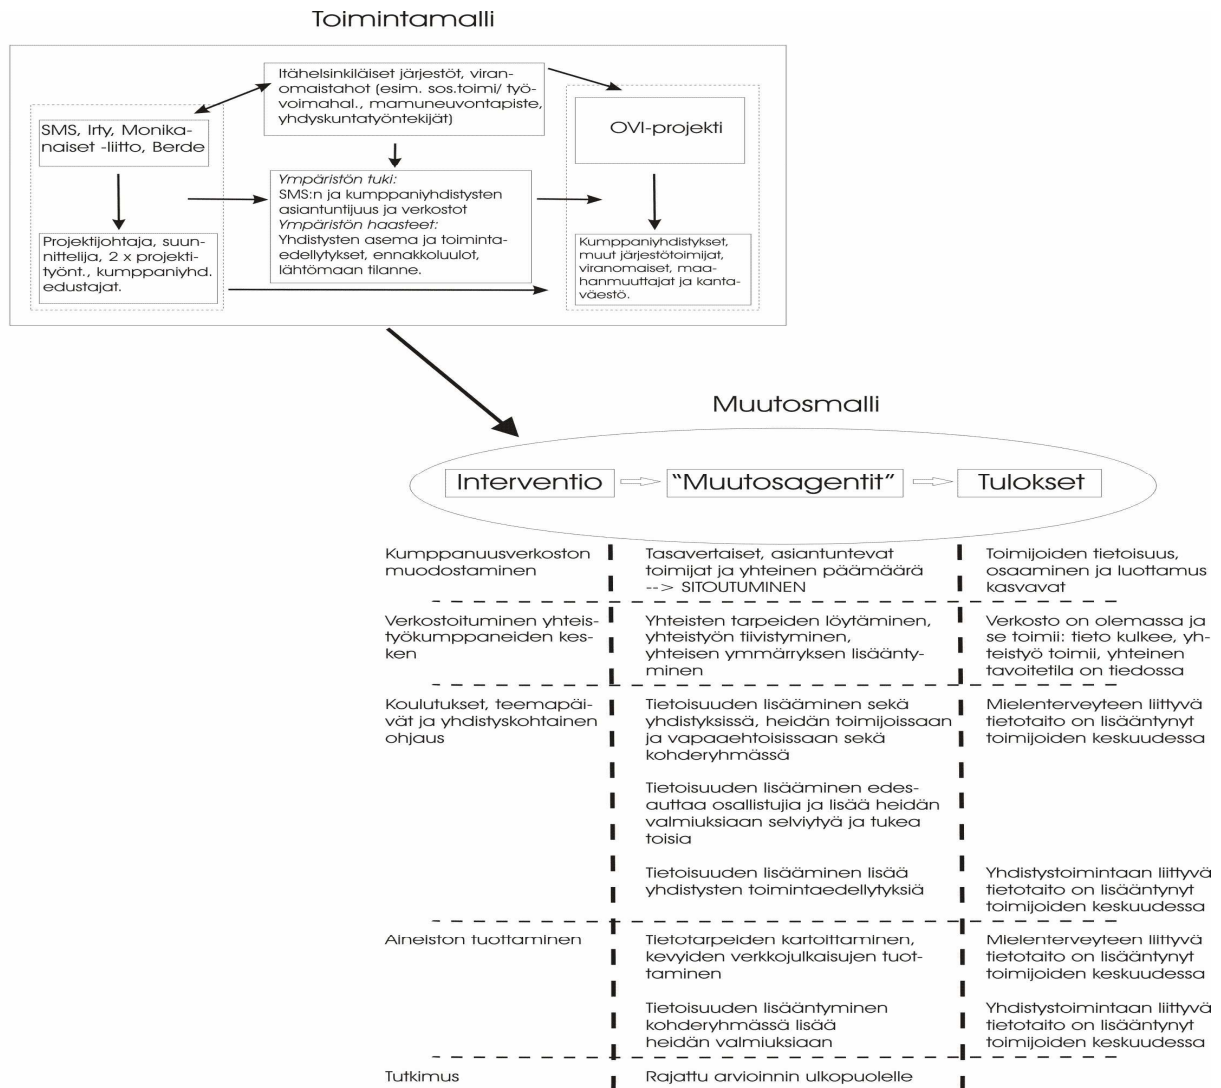 Toimintamalli
Itähelsinkiläiset järjestöt, viran-
omaistahot (esim. sos.toimi/ työ-
voimahal., mamuneuvontapiste,
yhdyskuntatyöntekijät)
SMS, Irty, Monika-
naiset -liitto, Berde
OVI-projekti
Ympäristön tuki:
SMS:n ja kumppaniyhdistysten
asiantuntijuus ja verkostot
Ympäristön haasteet:
Yhdistysten asema ja toiminta-
edellytykset, ennakkoluulot,
lähtömaan tilanne.
Projektijohtaja, suun-
nittelija, 2 x projekti-
työnt., kumppaniyhd.
edustajat.
Kumppaniyhdistykset,
muut järjestötoimijat,
viranomaiset, maa-
hanmuuttajat ja kanta-
väestö.
Muutosmalli
Interventio
“Muutosagentit”
Tulokset
Kumppanuusverkoston
muodostaminen
Tasavertaiset, asiantuntevat
toimijat ja yhteinen päämäärä
--> SITOUTUMINEN
Toimijoiden tietoisuus,
osaaminen ja luottamus
kasvavat
Verkostoituminen yhteis-
työkumppaneiden kes-
ken
Yhteisten tarpeiden löytäminen,
yhteistyön tiivistyminen,
yhteisen ymmärryksen lisäänty-
minen
Verkosto on olemassa ja
se toimii: tieto kulkee, yh-
teistyö toimii, yhteinen
tavoitetila on tiedossa
Koulutukset, teemapäi-
vät ja yhdistyskohtainen
ohjaus
Tietoisuuden lisääminen sekä
yhdistyksissä, heidän toimijoissaan
ja vapaaehtoisissaan sekä
kohderyhmässä
Mielenterveyteen liittyvä
tietotaito on lisääntynyt
toimijoiden keskuudessa
Tietoisuuden lisääminen edes-
auttaa osallistujia ja lisää heidän
valmiuksiaan selviytyä ja tukea
toisia
Tietoisuuden lisääminen lisää
yhdistysten toimintaedellytyksiä
Yhdistystoimintaan liittyvä
tietotaito on lisääntynyt
toimijoiden keskuudessa
Aineiston tuottaminen
Tietotarpeiden kartoittaminen,
kevyiden verkkojulkaisujen tuot-
taminen
Mielenterveyteen liittyvä
tietotaito on lisääntynyt
toimijoiden keskuudessa
Tietoisuuden lisääntyminen
kohderyhmässä lisää
heidän valmiuksiaan
Yhdistystoimintaan liittyvä
tietotaito on lisääntynyt
toimijoiden keskuudessa
Tutkimus
Rajattu arvioinnin ulkopuolelle